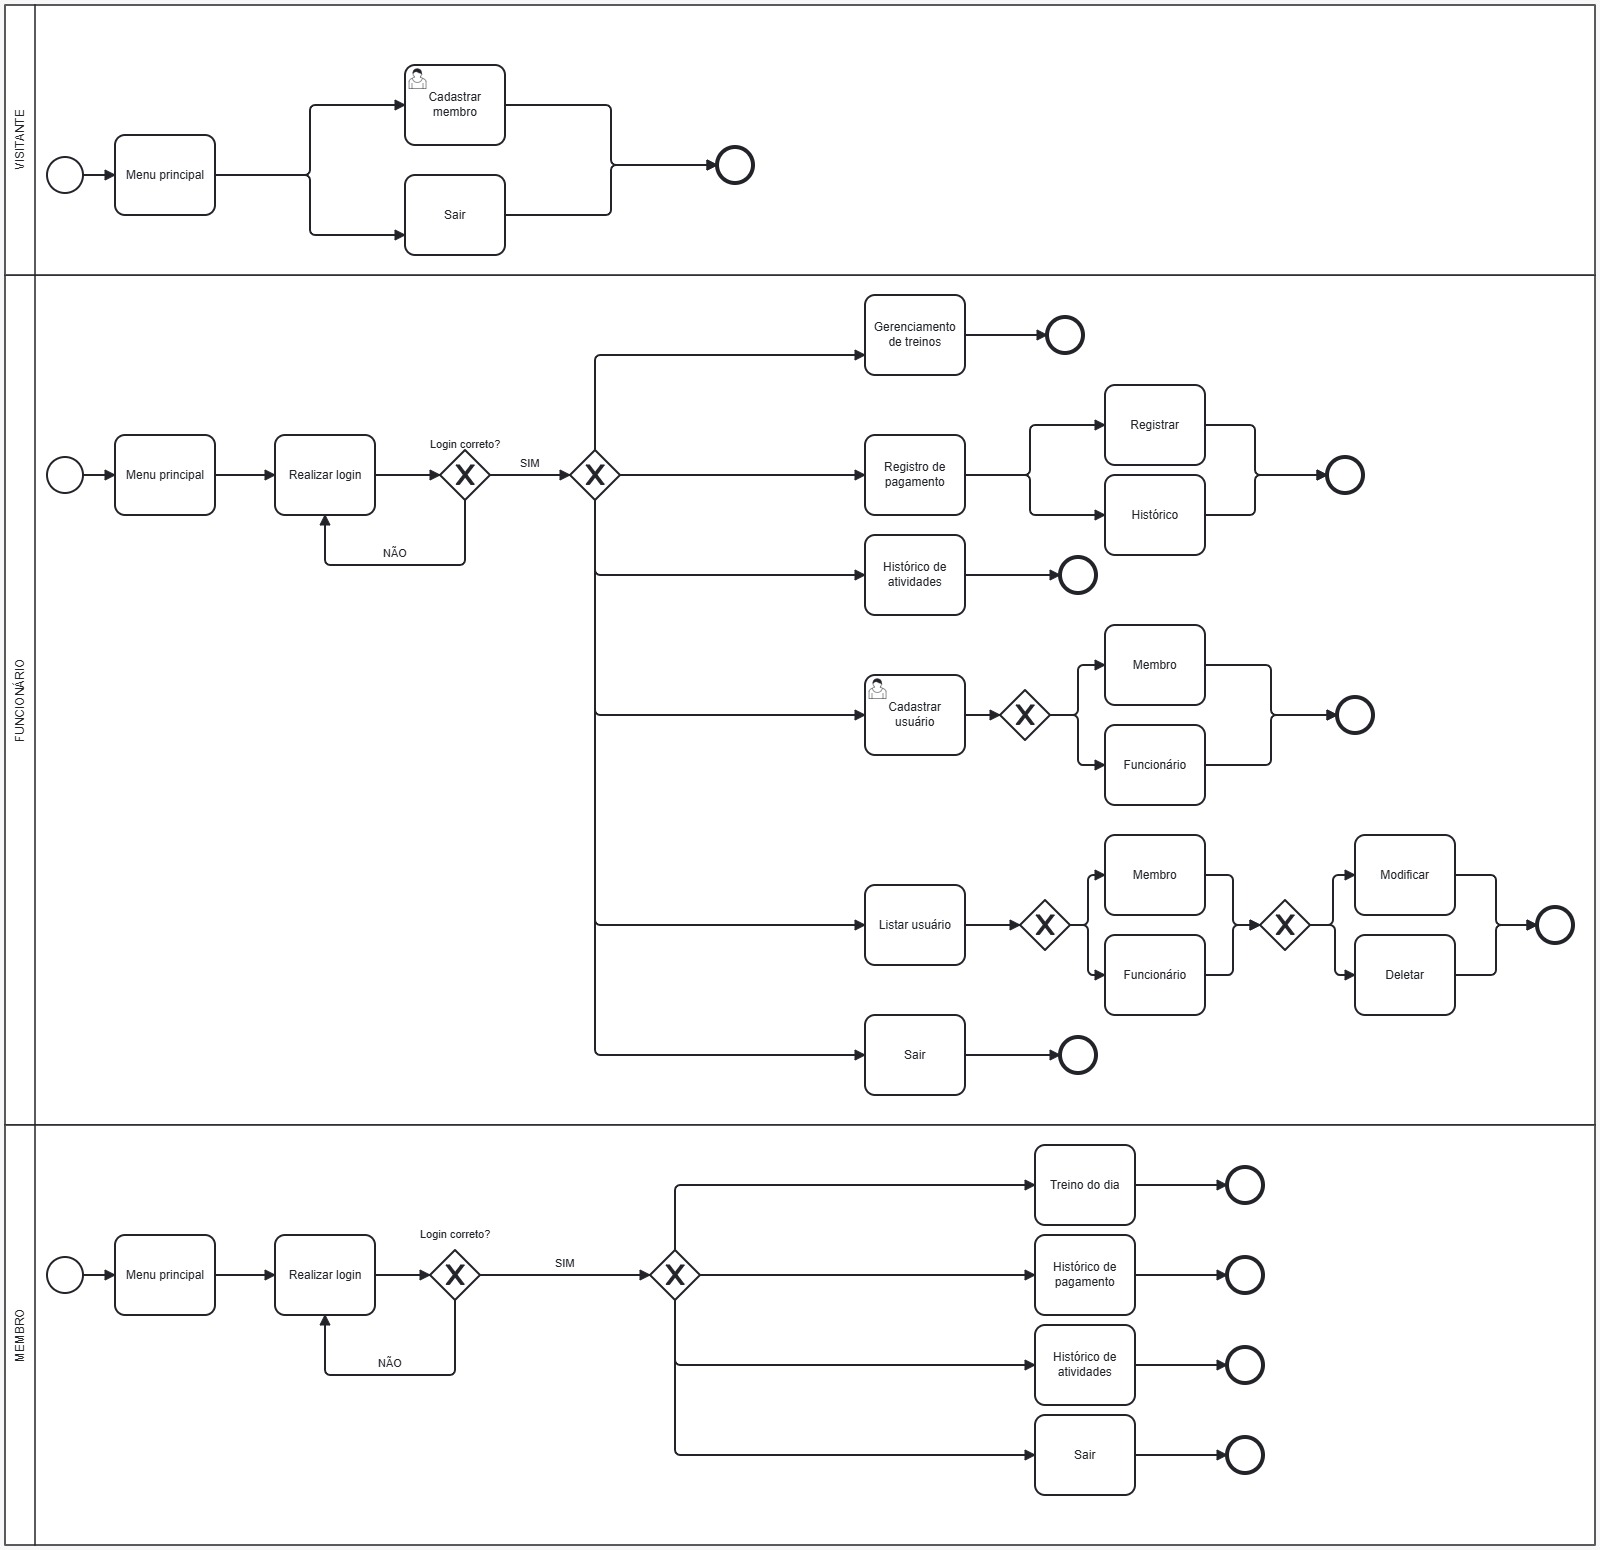 VISITANTE
Cadastrar
membro
Menu principal
Sair
FUNCIONÁRIO
Gerenciamento
de treinos
Menu principal
Realizar login
Login correto?
SIM
NÃO
Registro de
pagamento
Registrar
Histórico
Histórico de
atividades
Cadastrar
usuário
Membro
Funcionário
Listar usuário
Membro
Funcionário
Modificar
Deletar
Sair
MEMBRO
Menu principal
Realizar login
Login correto?
SIM
NÃO
Treino do dia
Histórico de
pagamento
Histórico de
atividades
Sair